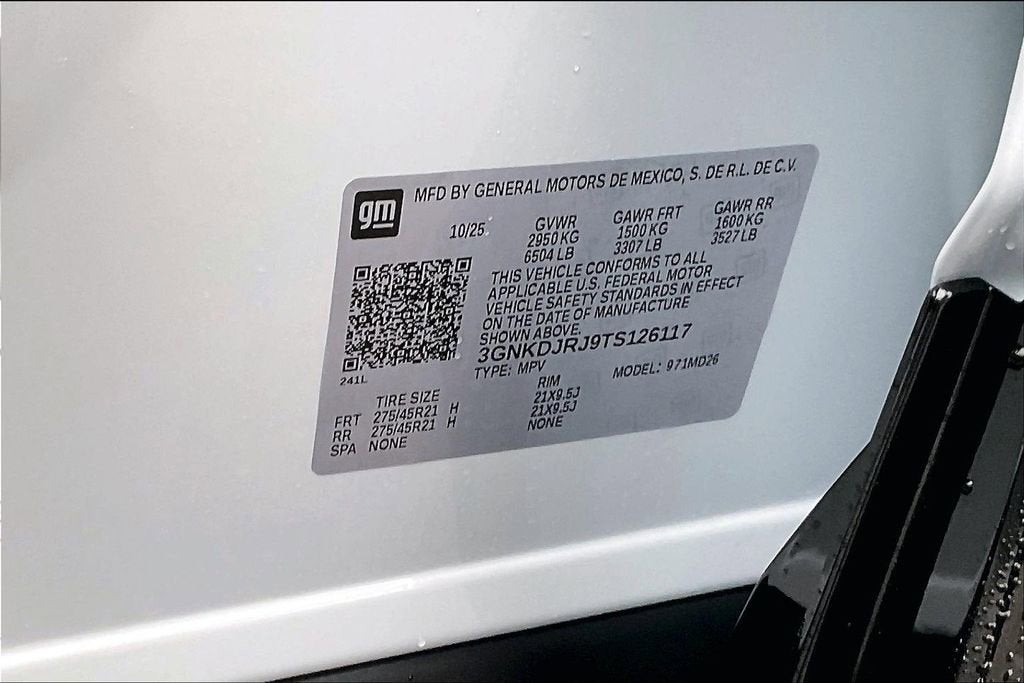 gm
MFD BY GENERAL MOTORS DE MEXICO, S. DE R.L. DE C.V.
10/25 GVWR GAWR FRT GAWR RR
2950 KG 1500 KG 1600 KG
6504 LB 3307 LB 3527 LB
THIS VEHICLE CONFORMS TO ALL
APPLICABLE U.S. FEDERAL MOTOR
VEHICLE SAFETY STANDARDS IN EFFECT
ON THE DATE OF MANUFACTURE
SHOWN ABOVE.
3GNKDJRJ9TS126117
TYPE: MPV MODEL: 971MD26
241L
TIRE SIZE RIM
FRT 275/45R21 H 21X9.5J
RR 275/45R21 H 21X9.5J
SPA NONE NONE